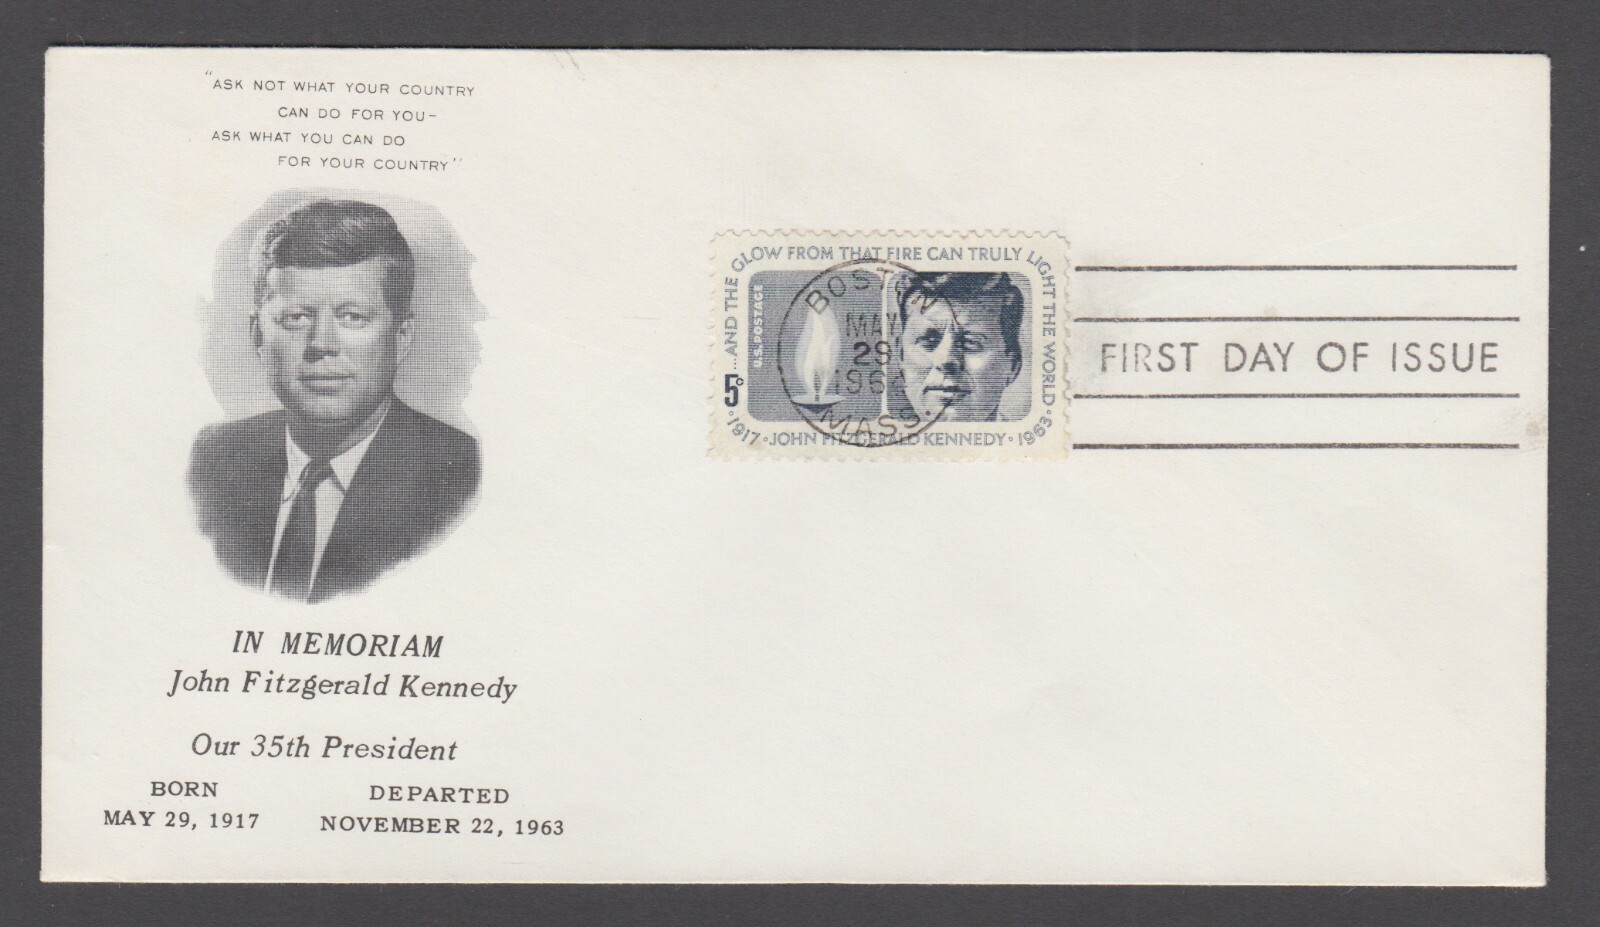 "ASK NOT WHAT YOUR COUNTRY
CAN DO FOR YOU–
ASK WHAT YOU CAN DO
FOR YOUR COUNTRY"
IN MEMORIAM
John Fitzgerald Kennedy
Our 35th President
BORN
MAY 29, 1917
DEPARTED
NOVEMBER 22, 1963
...AND THE GLOW FROM THAT FIRE CAN TRULY LIGHT THE WORLD·
U.S. POSTAGE
5c
·1917·JOHN FITZGERALD KENNEDY·1963·
BOSTON
MAY
29
1964
MASS.
FIRST DAY OF ISSUE